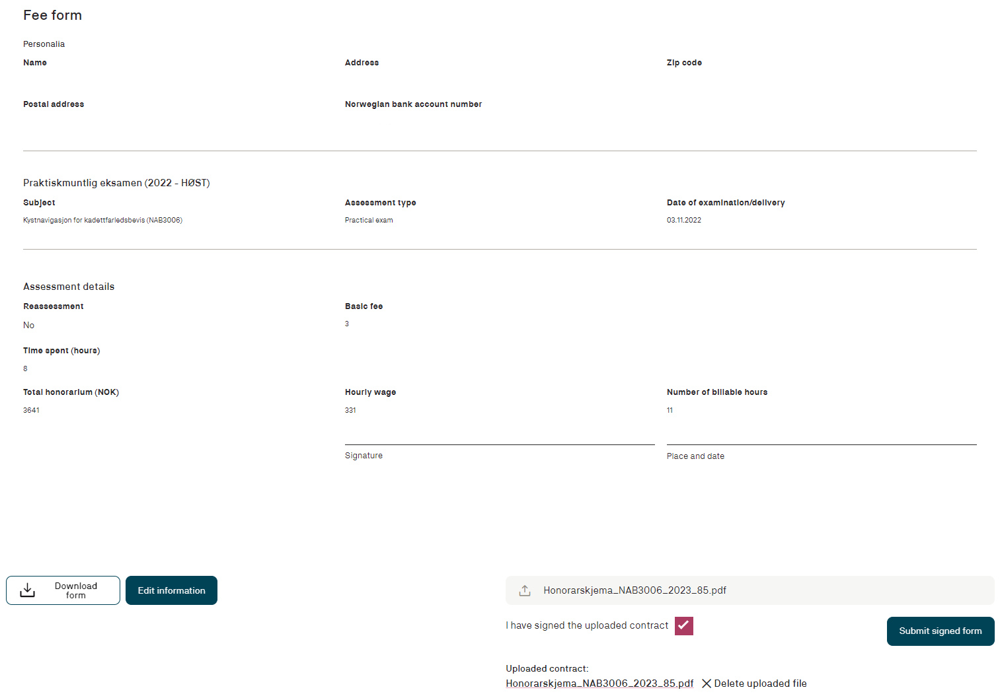 Fee form
Personalia
Name Address Zip code
Postal address Norwegian bank account number
Praktiskmuntlig eksamen (2022 - HØST)
Subject Assessment type Date of examination/delivery
Kystnavigasjon for kadettfarledsbevis (NAB3006) Practical exam 03.11.2022
Assessment details
Reassessment Basic fee
No 3
Time spent (hours)
8
Total honorarium (NOK) Hourly wage Number of billable hours
3641 331 11
Signature Place and date
Download
form
Edit information
Honorarskjema_NAB3006_2023_85.pdf
I have signed the uploaded contract
Submit signed form
Uploaded contract:
Honorarskjema_NAB3006_2023_85.pdf Delete uploaded file